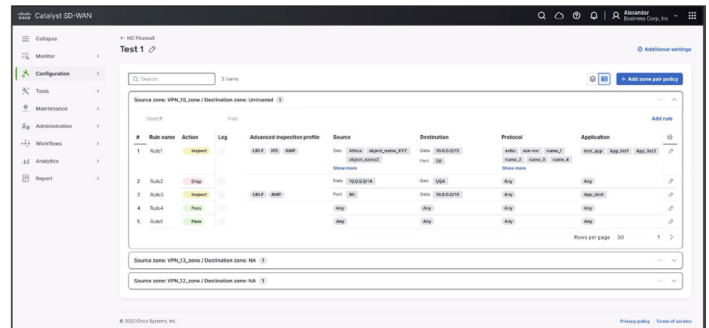 cisco Catalyst SD-WAN
Alexander
Business Corp, Inc
Collapse
Monitor
Configuration
Tools
Maintenance
Administration
Workflows
Analytics
Report
← NG Firewall
Test 1
Additional settings
Search
3 items
+ Add zone pair policy
Source zone: VPN_10_zone / Destination zone: Untrusted 1
Search
Add rule
# Rule name Action Log Advanced inspection profile Source Destination Protocol Application
1 Rule1 Inspect URLF IPS AMP Geo Africa object_name_XYZ Data 10.0.0.0/15 echo name_1 test_app App_list1 App_list3
object_name2 Port 50 name_2 name_3 name_4
Show more Show more
2 Rule2 Drop Data 10.0.0.0/14 Geo USA Any Any
3 Rule3 Inspect URLF AMP Port 80 Data 10.0.0.0/15 Any
4 Rule4 Pass Any Any Any Any
5 Rule5 Pass Any Any Any Any
Rows per page 50 1 >
Source zone: VPN_13_zone / Destination zone: NA 1
Source zone: VPN_12_zone / Destination zone: NA 1
© 2023 Cisco Systems, Inc.
Privacy policy Terms of service